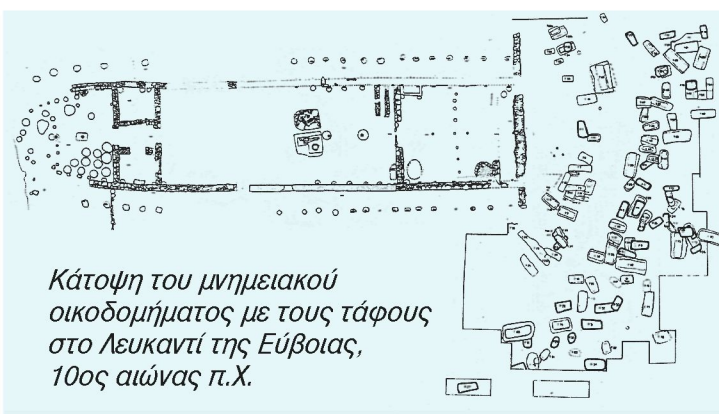 Κάτοψη του μνημειακού
οικοδομήματος με τους τάφους
στο Λευκαντί της Εύβοιας,
10ος αιώνας π.Χ.